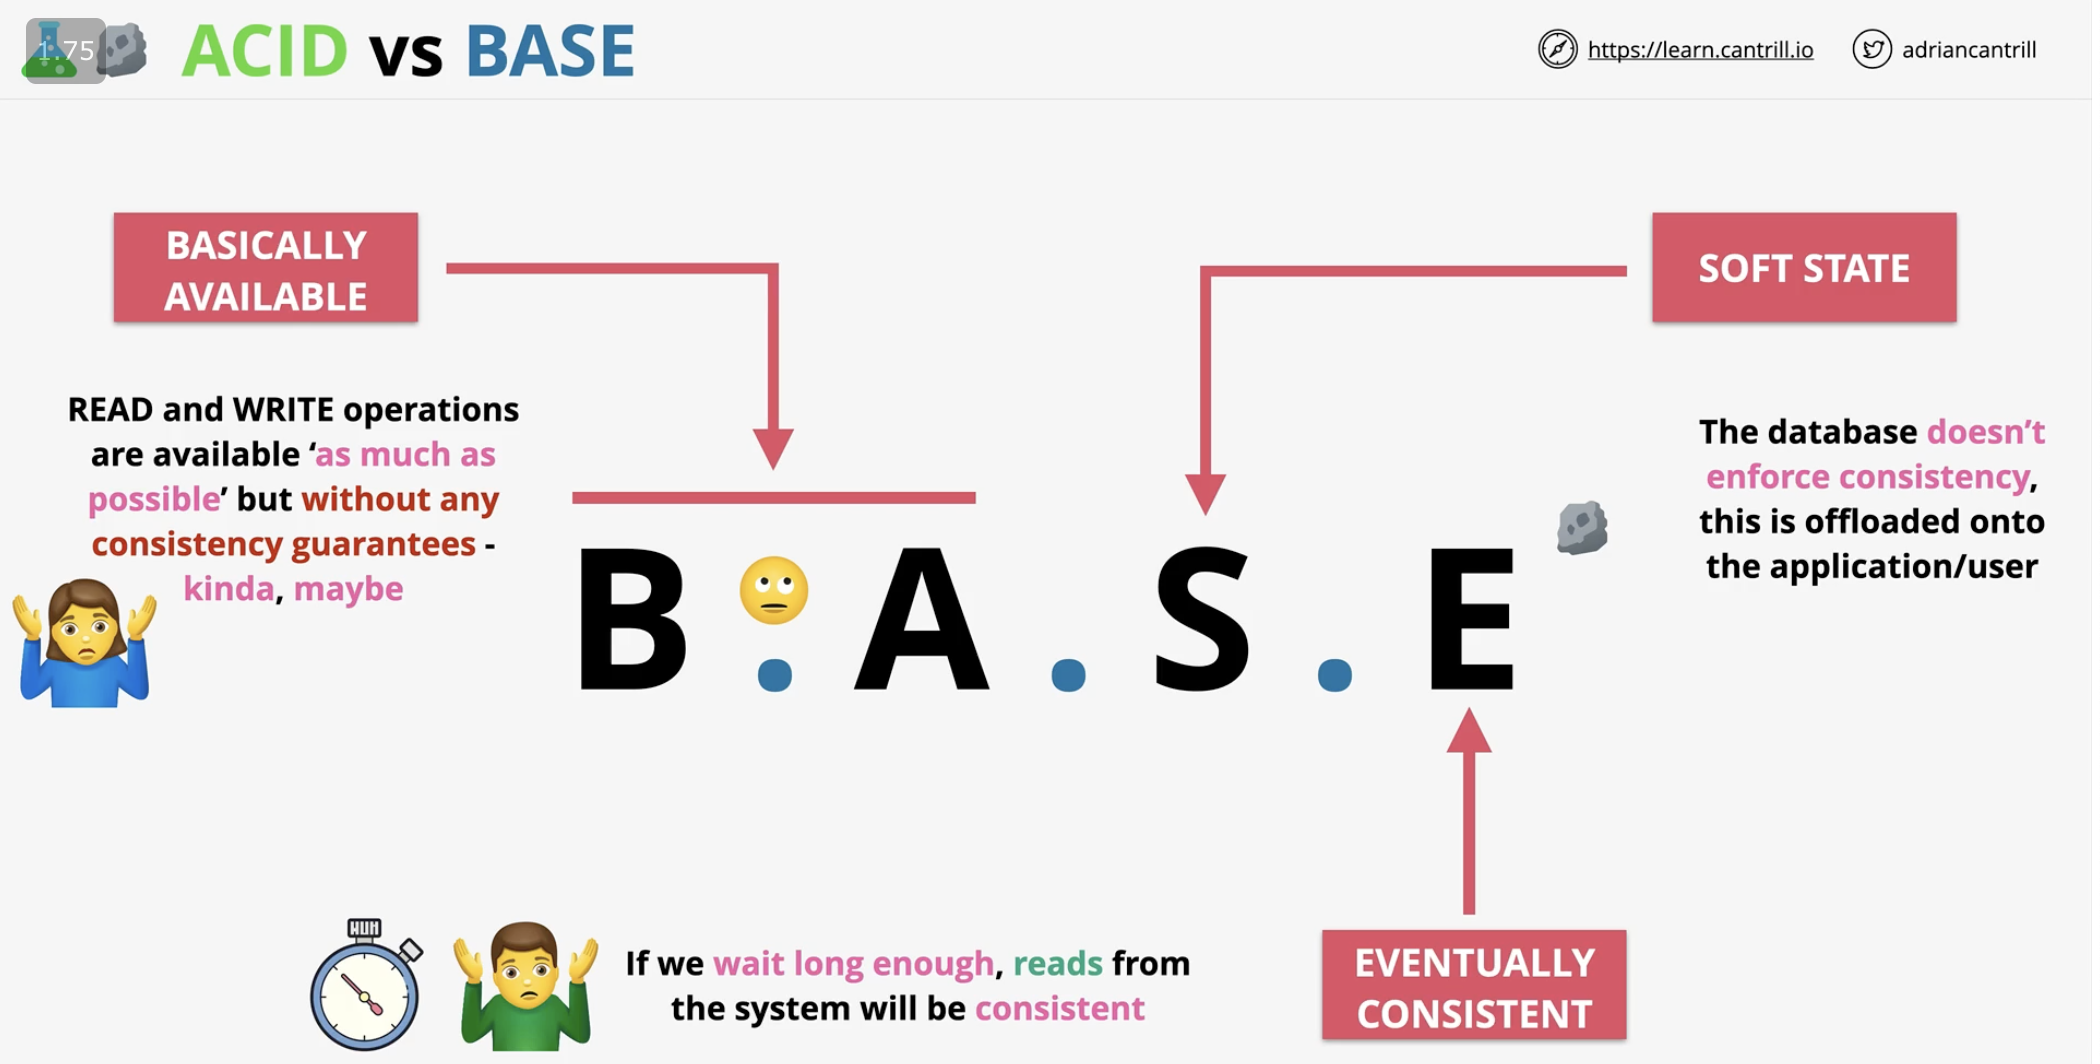 1.75
ACID vs BASE
https://learn.cantrill.io
adriancantrill
BASICALLY
AVAILABLE
SOFT STATE
READ and WRITE operations
are available ‘as much as
possible’ but without any
consistency guarantees -
kinda, maybe
The database doesn’t
enforce consistency,
this is offloaded onto
the application/user
B . A . S . E
If we wait long enough, reads from
the system will be consistent
EVENTUALLY
CONSISTENT